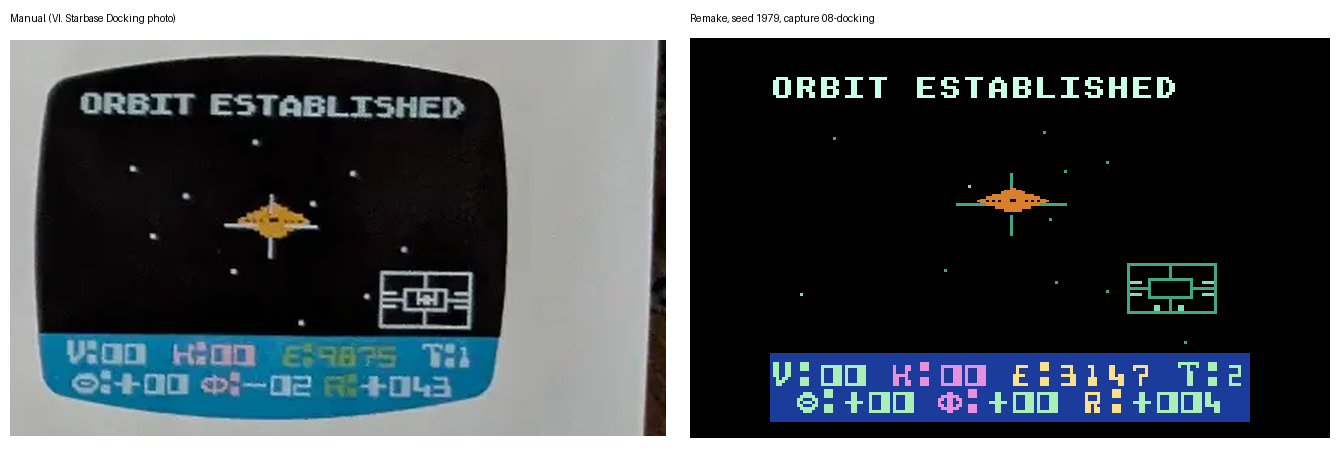 Manual (VI. Starbase Docking photo)
ORBIT ESTABLISHED
V:00 K:00 E:9875 T:1
Θ:+00 Φ:-02 R:+043
Remake, seed 1979, capture 08-docking
ORBIT ESTABLISHED
V:00 K:00 E:3147 T:2
Θ:+00 Φ:+00 R:+004